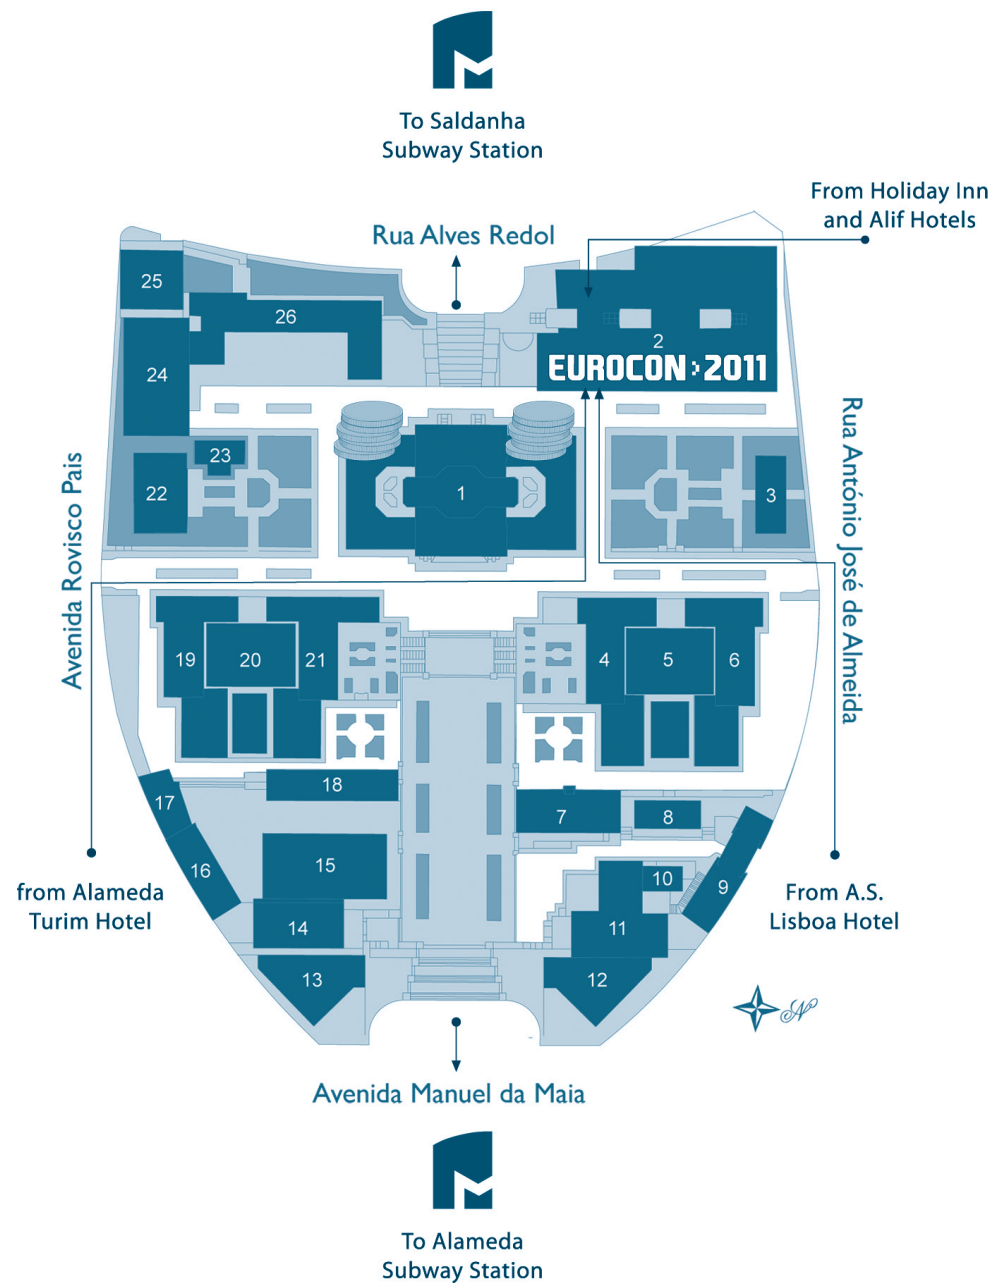 To Saldanha
Subway Station
From Holiday Inn
and Alif Hotels
Rua Alves Redol
25
26
2
EUROCON 2011
24
23
22
1
3
Avenida Rovisco Pais
Rua António José de Almeida
19
20
21
4
5
6
18
17
7
8
16
15
10
9
from Alameda
Turim Hotel
From A.S.
Lisboa Hotel
14
11
13
12
N
Avenida Manuel da Maia
To Alameda
Subway Station